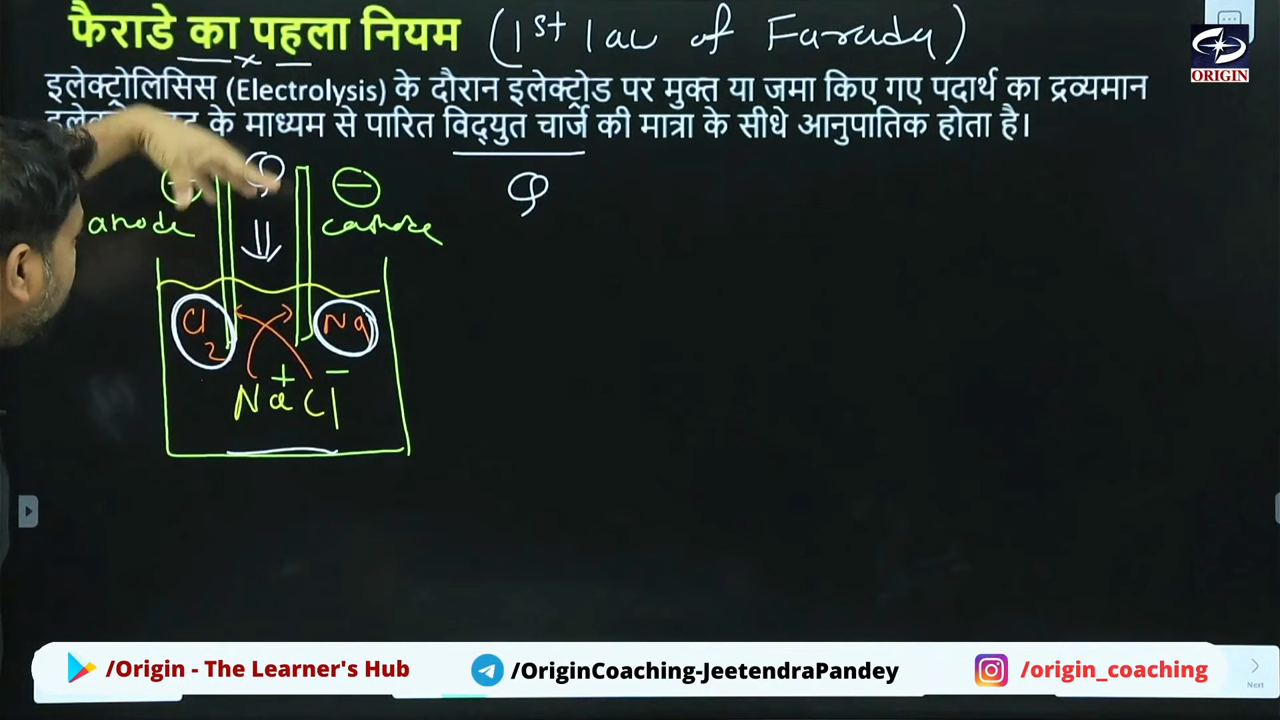 फैराडे का पहला नियम (1st law of Faraday)
ORIGIN
इलेक्ट्रोलिसिस (Electrolysis) के दौरान इलेक्ट्रोड पर मुक्त या जमा किए गए पदार्थ का द्रव्यमान
के माध्यम से पारित विद्युत चार्ज की मात्रा के सीधे आनुपातिक होता है।
Q
Q
anode
cathode
Cl2
Na
Na+Cl-
/Origin - The Learner's Hub
/OriginCoaching-JeetendraPandey
/origin_coaching
Next